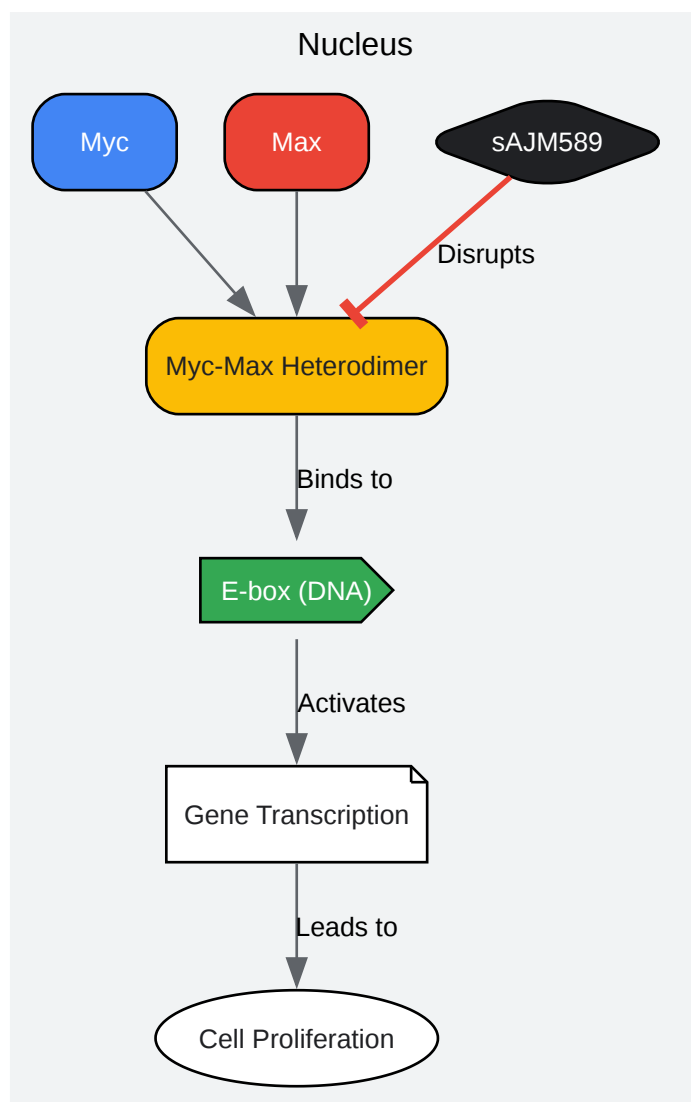 Nucleus
Myc
Max
sAJM589
Disrupts
Myc-Max Heterodimer
Binds to
E-box (DNA)
Activates
Gene Transcription
Leads to
Cell Proliferation